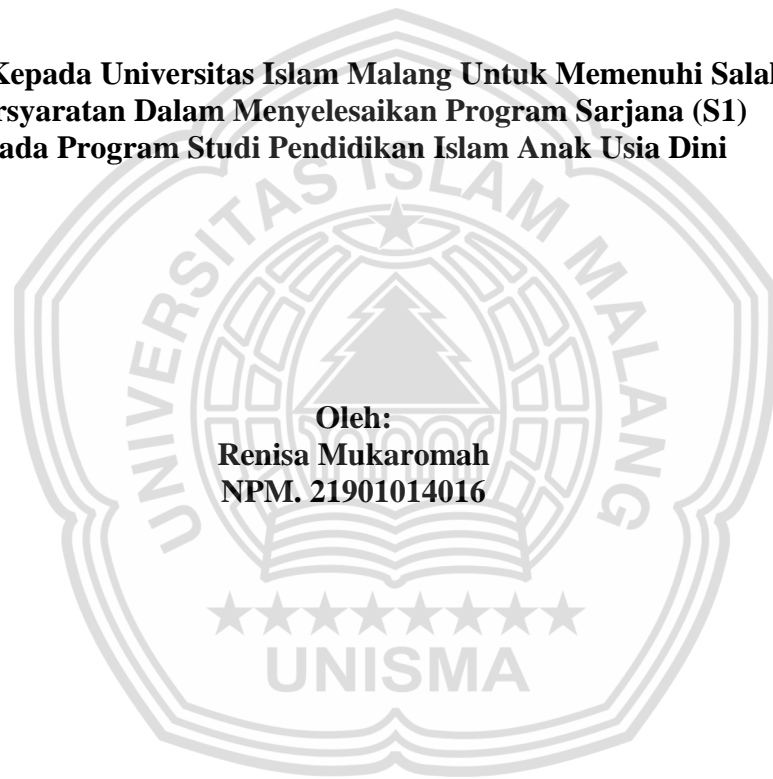 Kepada Universitas Islam Malang Untuk Memenuhi
Dalam Menyelesaikan Program Sarjana (S1)
Program Studi Pendidikan Islam Anak Usia Dini
UNIVERSITAS ISLAM MALANG
Oleh:
Renisa Mukaromah
NPM. 21901014016
UNISMA